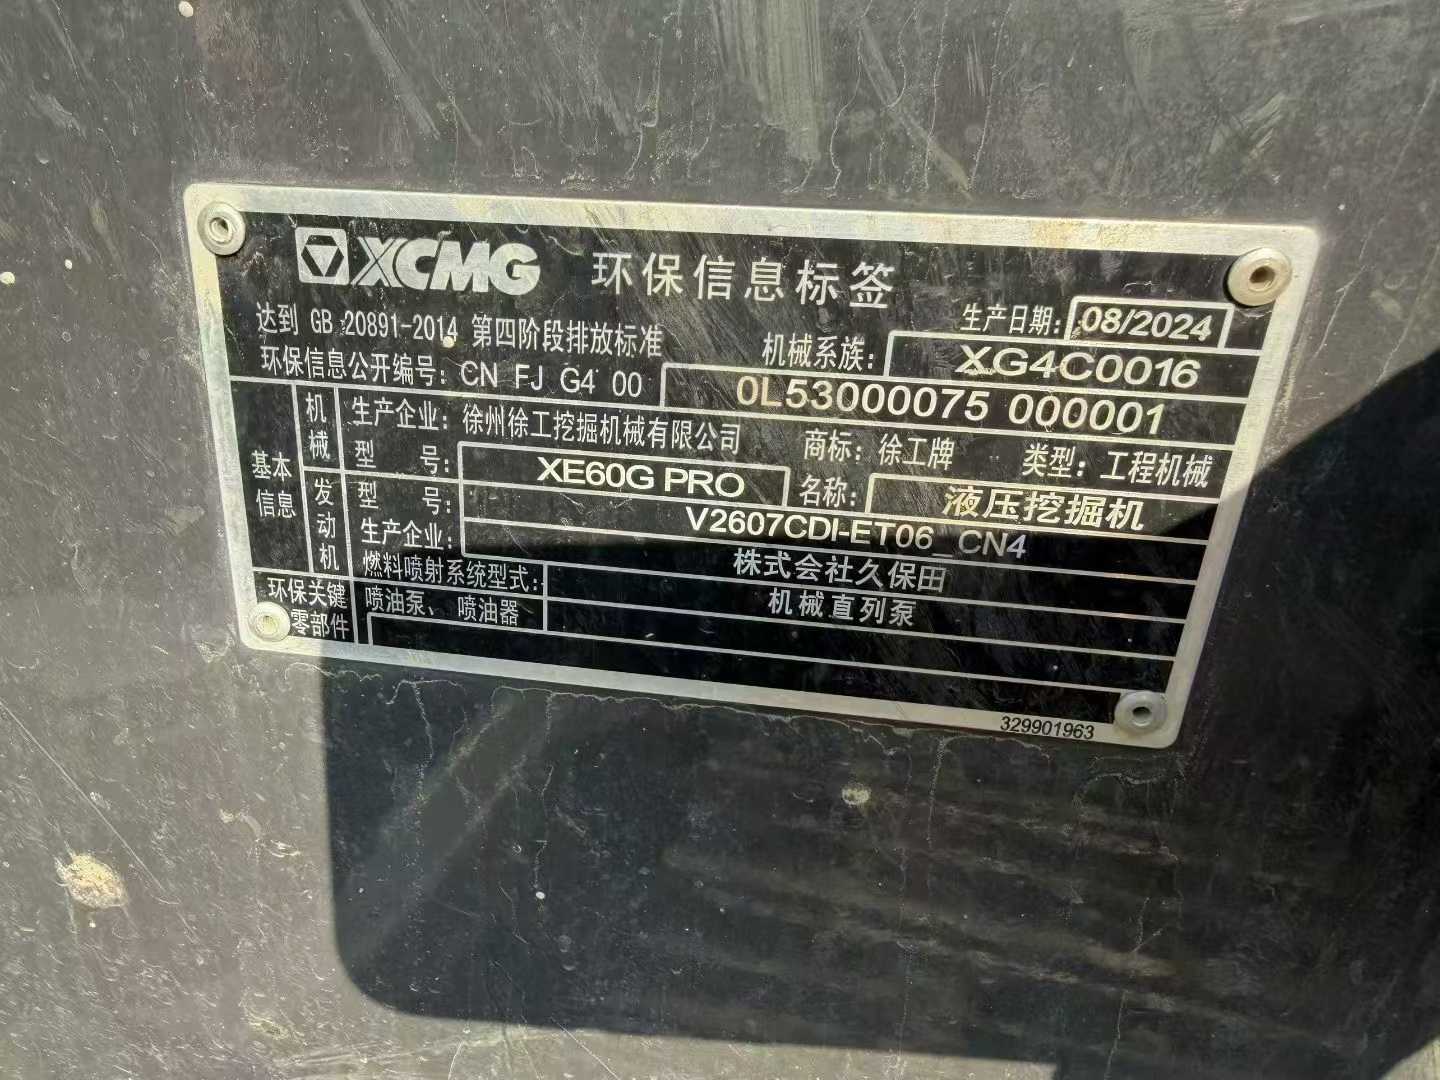 XCMG 环保信息标签
达到 GB 20891-2014 第四阶段排放标准 生产日期: 08/2024
机械系族: XG4C0016
环保信息公开编号: CN FJ G4 00 0L53000075 000001
基本信息
机械
生产企业: 徐州徐工挖掘机械有限公司 商标: 徐工牌 类型: 工程机械
型 号: XE60G PRO 名称: 液压挖掘机
发动机
型 号: V2607CDI-ET06_CN4
生产企业: 株式会社久保田
环保关键零部件
燃料喷射系统型式: 机械直列泵
喷油泵、喷油器
329901963